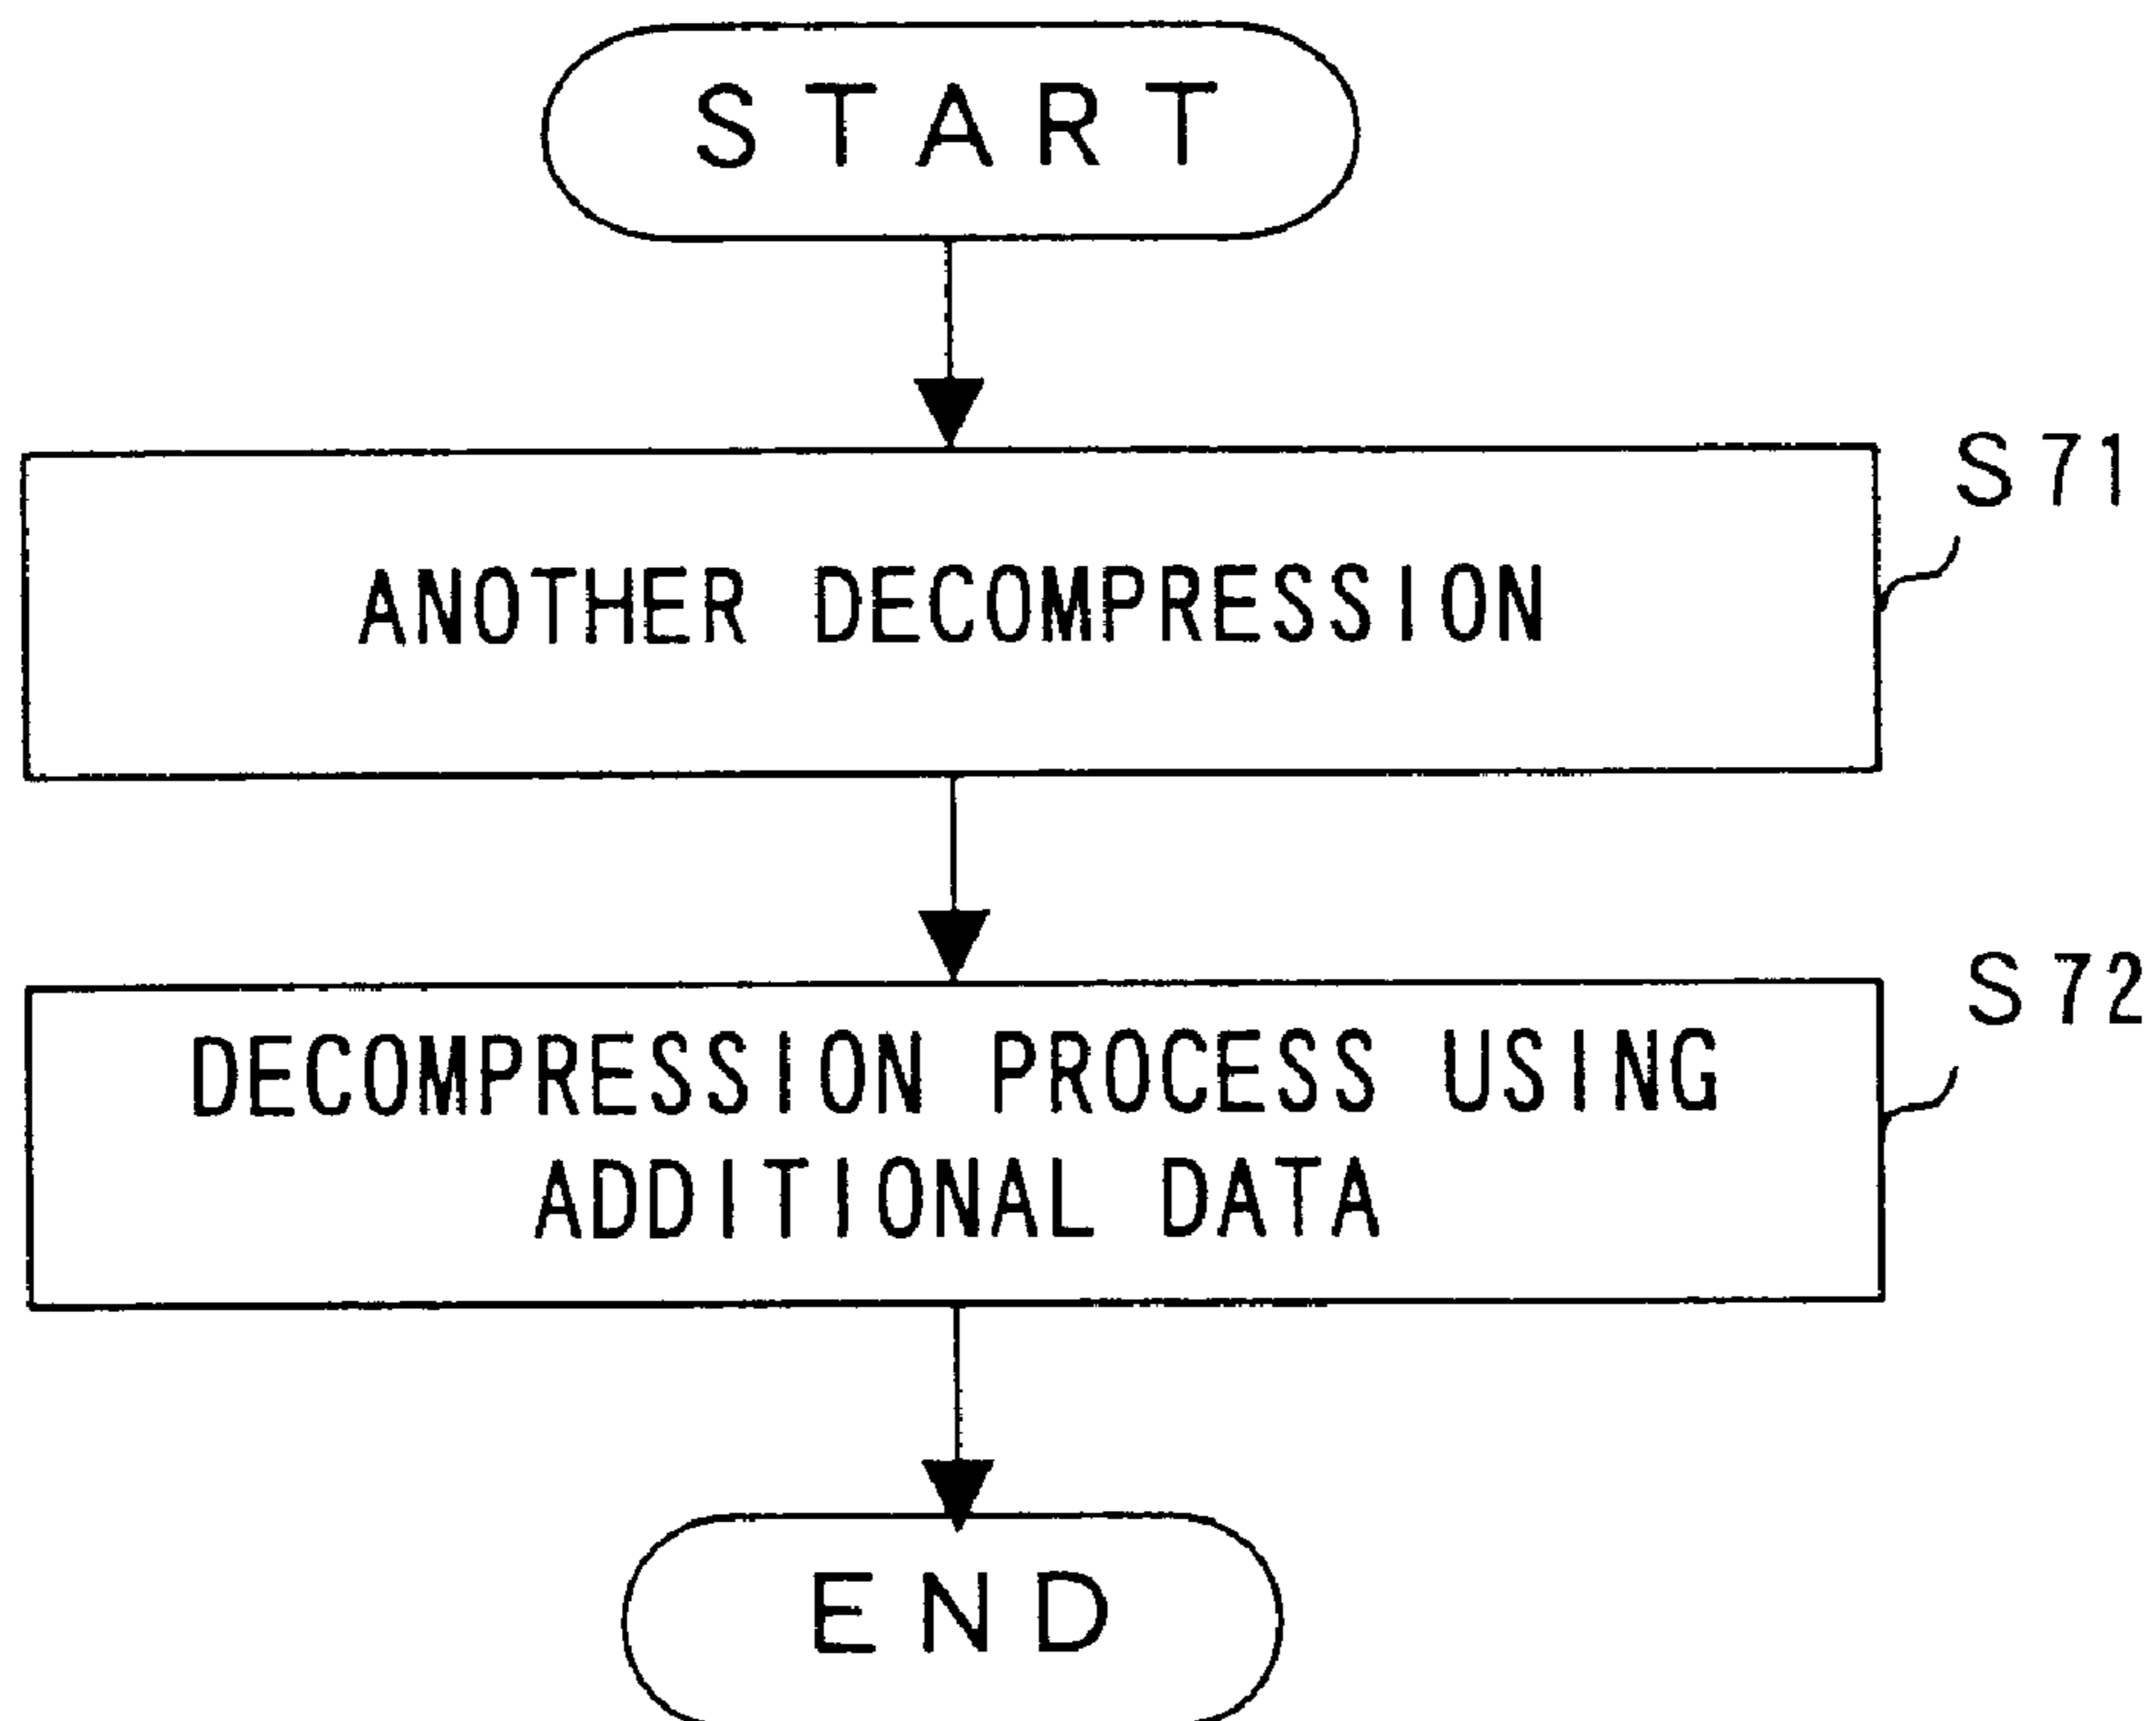 START
S71
ANOTHER DECOMPRESSION
S72
DECOMPRESSION PROCESS USING
ADDITIONAL DATA
END